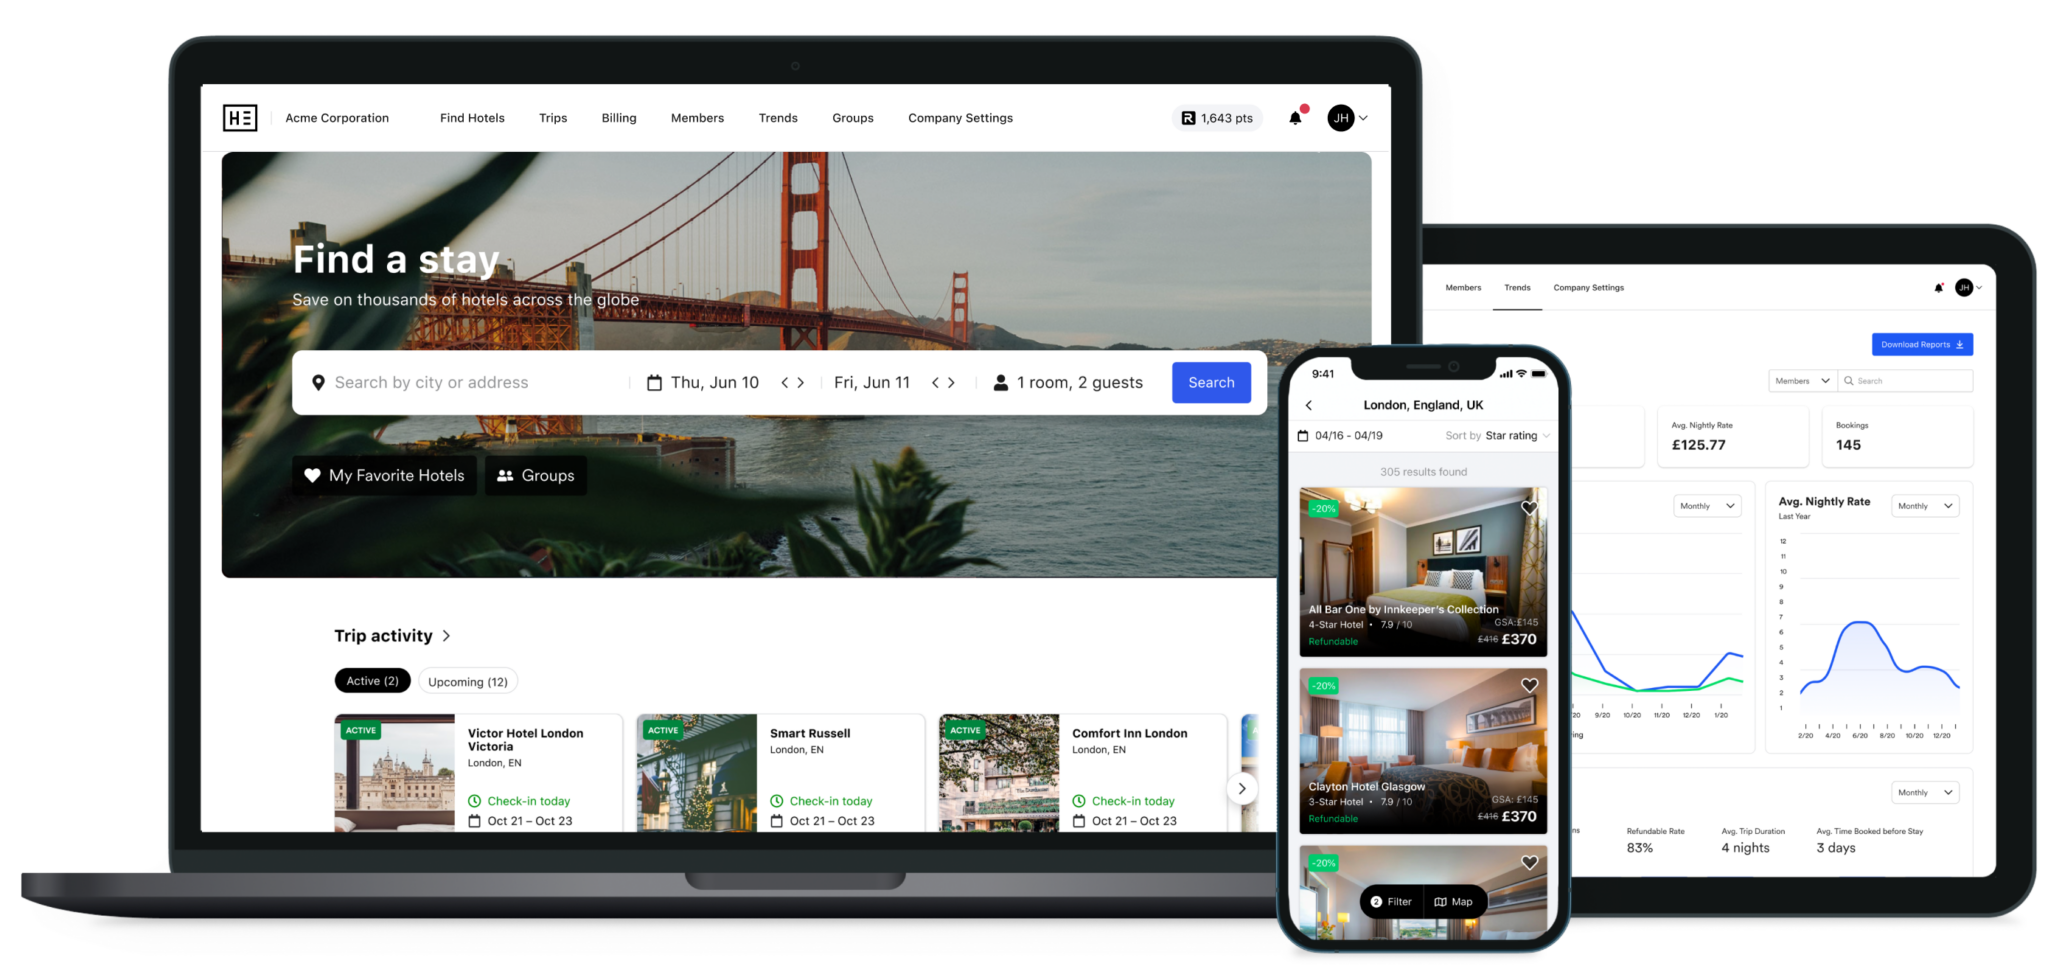 HE
Acme Corporation
Find Hotels
Trips
Billing
Members
Trends
Groups
Company Settings
R 1,643 pts
JH
Find a stay
Save on thousands of hotels across the globe
Search by city or address
Thu, Jun 10
Fri, Jun 11
1 room, 2 guests
Search
My Favorite Hotels
Groups
Trip activity
Active (2)
Upcoming (12)
ACTIVE
Victor Hotel London
Victoria
London, EN
Check-in today
Oct 21 – Oct 23
ACTIVE
Smart Russell
London, EN
Check-in today
Oct 21 – Oct 23
ACTIVE
Comfort Inn London
London, EN
Check-in today
Oct 21 – Oct 23
9:41
London, England, UK
04/16 - 04/19
Sort by Star rating
305 results found
-20%
All Bar One by Innkeeper's Collection
4-Star Hotel • 7.9 / 10
GSA:£145
Refundable
£416 £370
-20%
Clayton Hotel Glasgow
3-Star Hotel • 7.9 / 10
GSA: £145
Refundable
£416 £370
-20%
2 Filter
Map
Members
Trends
Company Settings
JH
Download Reports
Members
Search
Avg. Nightly Rate
£125.77
Bookings
145
Monthly
/20 9/20 10/20 11/20 12/20 1/20
ing
Avg. Nightly Rate
Last Year
Monthly
12
11
10
9
8
7
6
5
4
3
2
1
2/20 4/20 6/20 8/20 10/20 12/20
Monthly
ns
Refundable Rate
83%
Avg. Trip Duration
4 nights
Avg. Time Booked before Stay
3 days